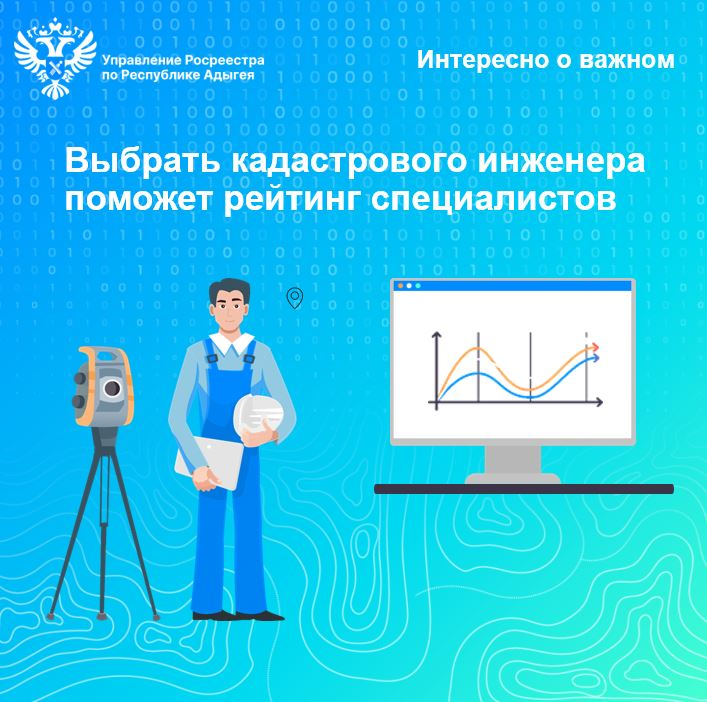 Управление Росреестра
по Республике Адыгея
Интересно о важном
Выбрать кадастрового инженера
поможет рейтинг специалистов